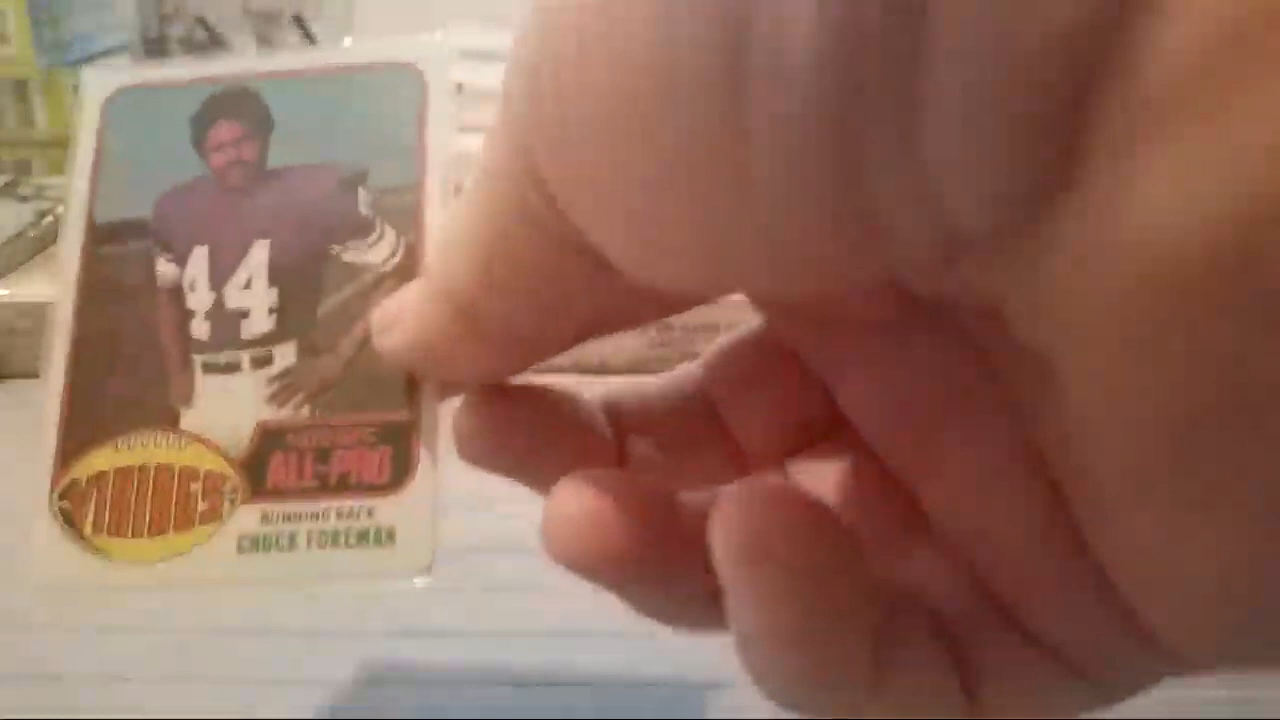 44
ALL-PRO
VIKINGS
RUNNING BACK
CHUCK FOREMAN